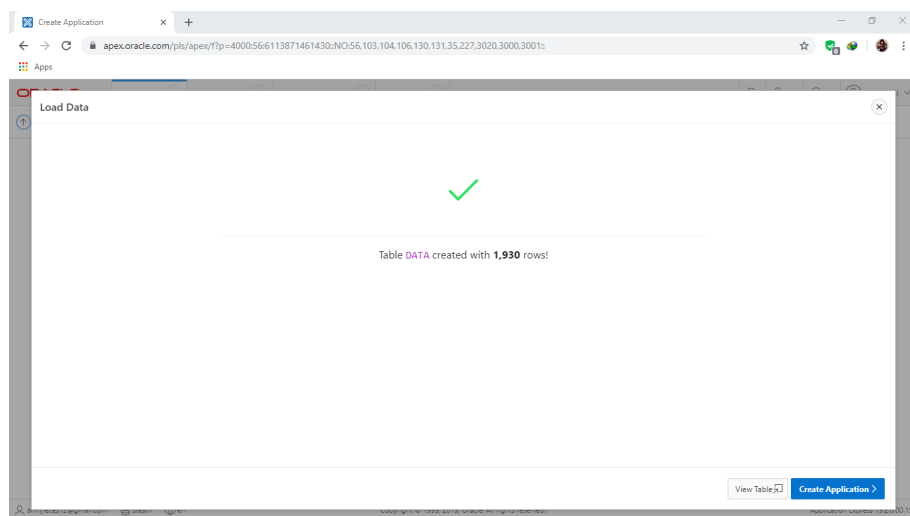 Create Application
apex.oracle.com/pls/apex/f?p=4000:56:6113871461430::NO:56,103,104,106,130,131,35,227,3020,3000,3001::
Apps
Load Data
Table DATA created with 1,930 rows!
View Table
Create Application